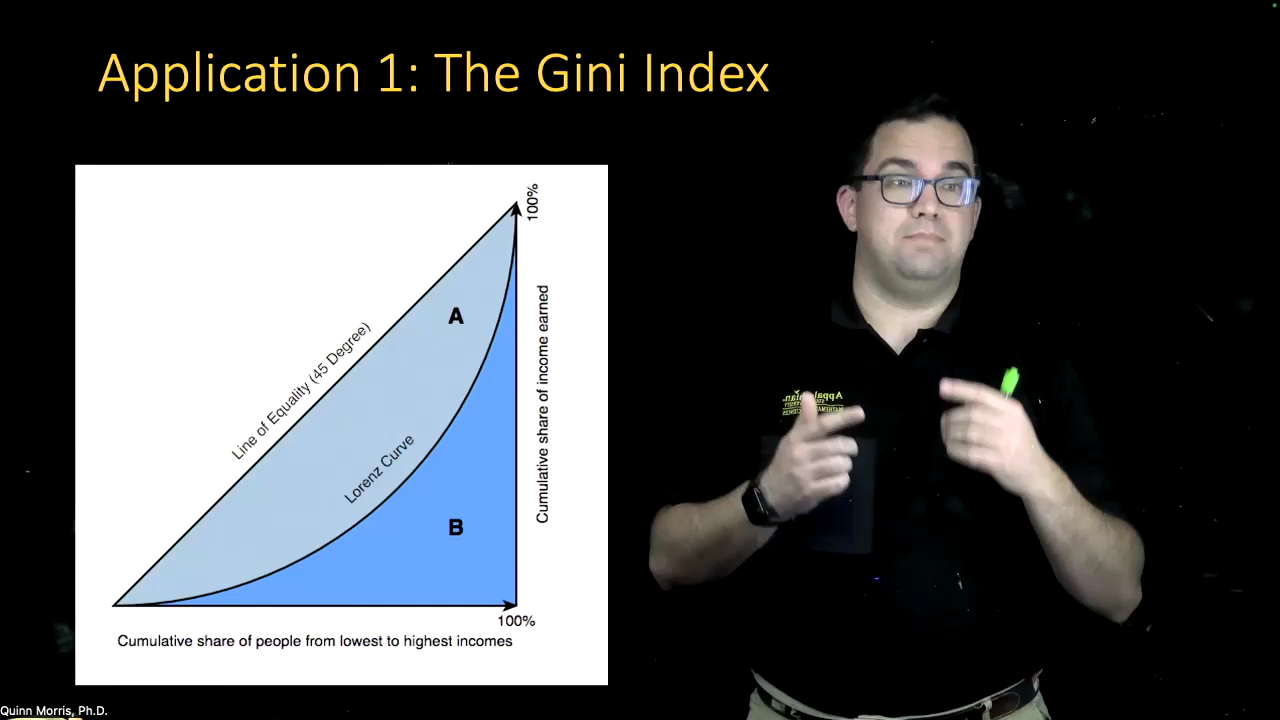 Application 1: The Gini Index
100%
Line of Equality (45 Degree)
A
Cumulative share of income earned
Lorenz Curve
B
100%
Cumulative share of people from lowest to highest incomes
Quinn Morris, Ph.D.